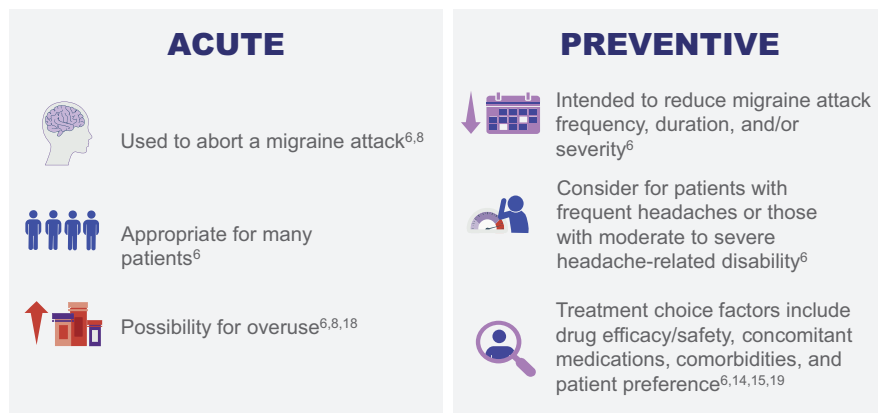 ACUTE
Used to abort a migraine attack6,8
Appropriate for many
patients6
Possibility for overuse6,8,18
PREVENTIVE
Intended to reduce migraine attack
frequency, duration, and/or
severity6
Consider for patients with
frequent headaches or those
with moderate to severe
headache-related disability6
Treatment choice factors include
drug efficacy/safety, concomitant
medications, comorbidities, and
patient preference6,14,15,19